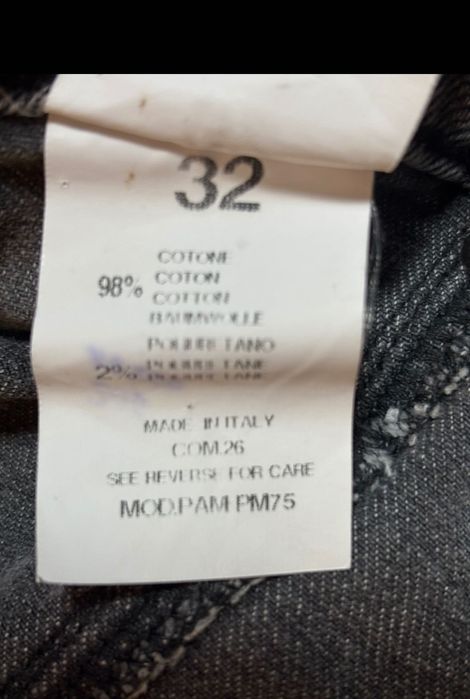 32
COTONE
98% COTON
COTTON
BAUMWOLLE
2%
MADE IN ITALY
COM.26
SEE REVERSE FOR CARE
MOD.PAM PM75